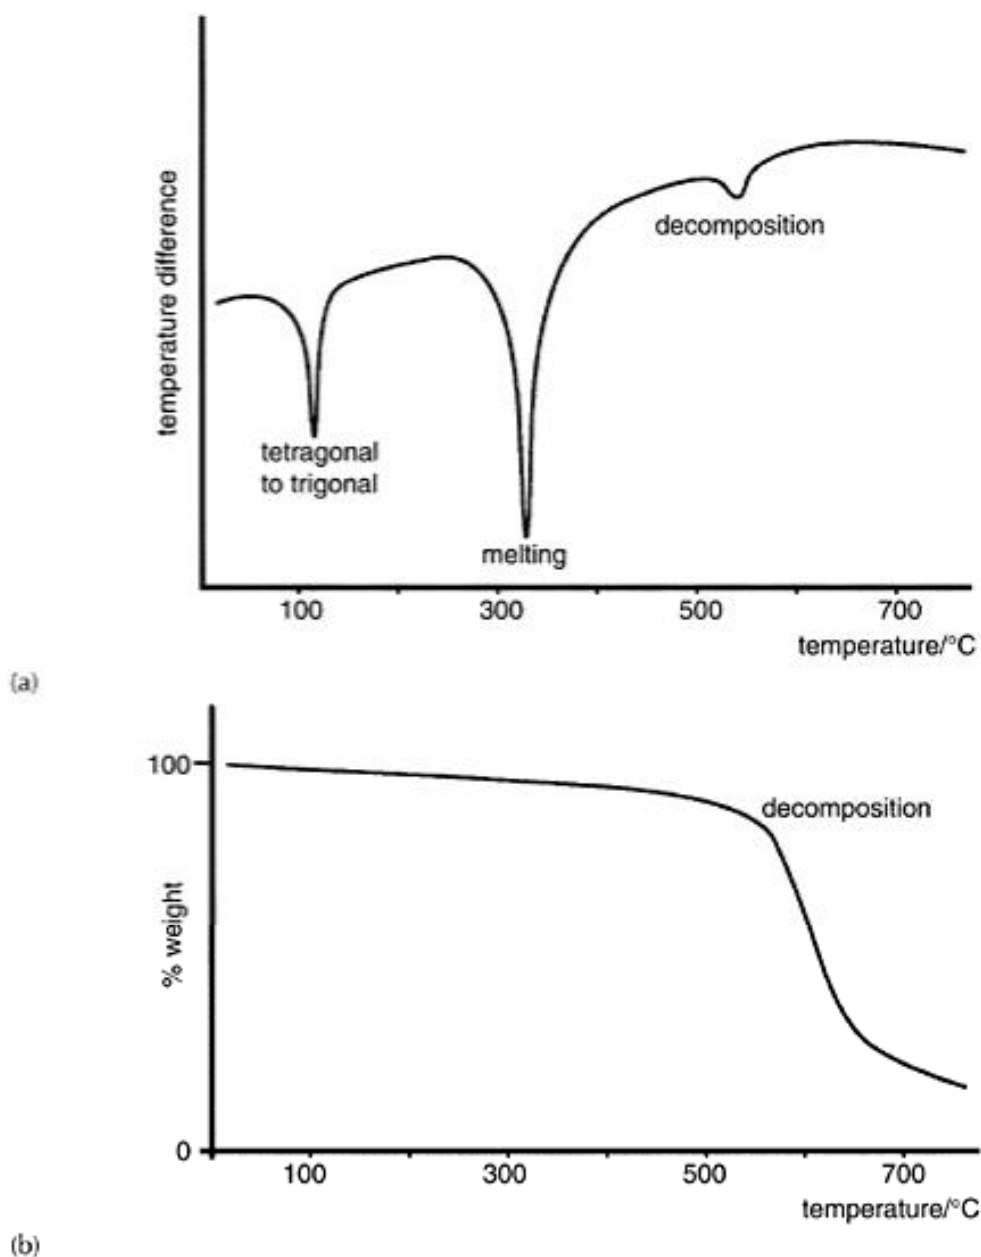 temperature difference
decomposition
tetragonal
to trigonal
melting
100
300
500
700
temperature/°C
(a)
100
decomposition
% weight
0
100
300
500
700
temperature/°C
(b)